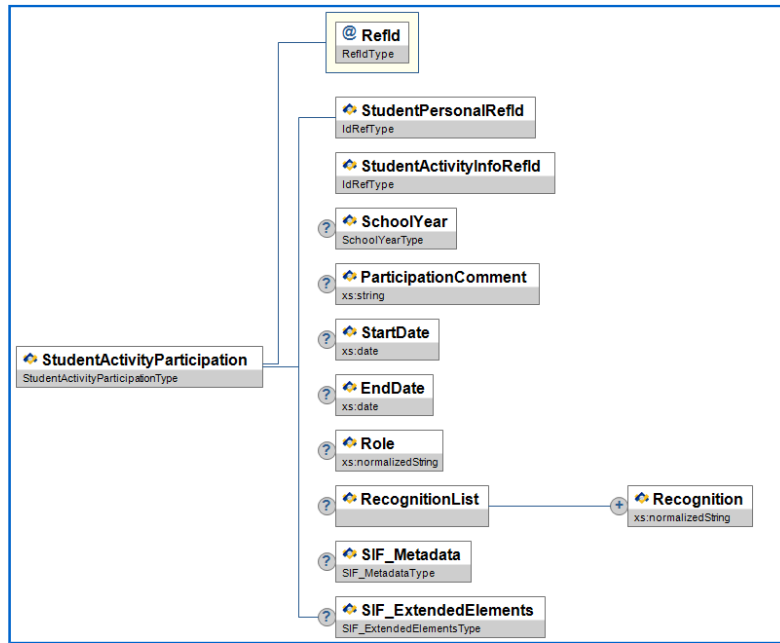 @ RefId
RefIdType
StudentPersonalRefId
IdRefType
StudentActivityInfoRefId
IdRefType
? SchoolYear
SchoolYearType
? ParticipationComment
xs:string
? StartDate
xs:date
StudentActivityParticipation
StudentActivityParticipationType
? EndDate
xs:date
? Role
xs:normalizedString
? RecognitionList
+ Recognition
xs:normalizedString
? SIF_Metadata
SIF_MetadataType
? SIF_ExtendedElements
SIF_ExtendedElementsType